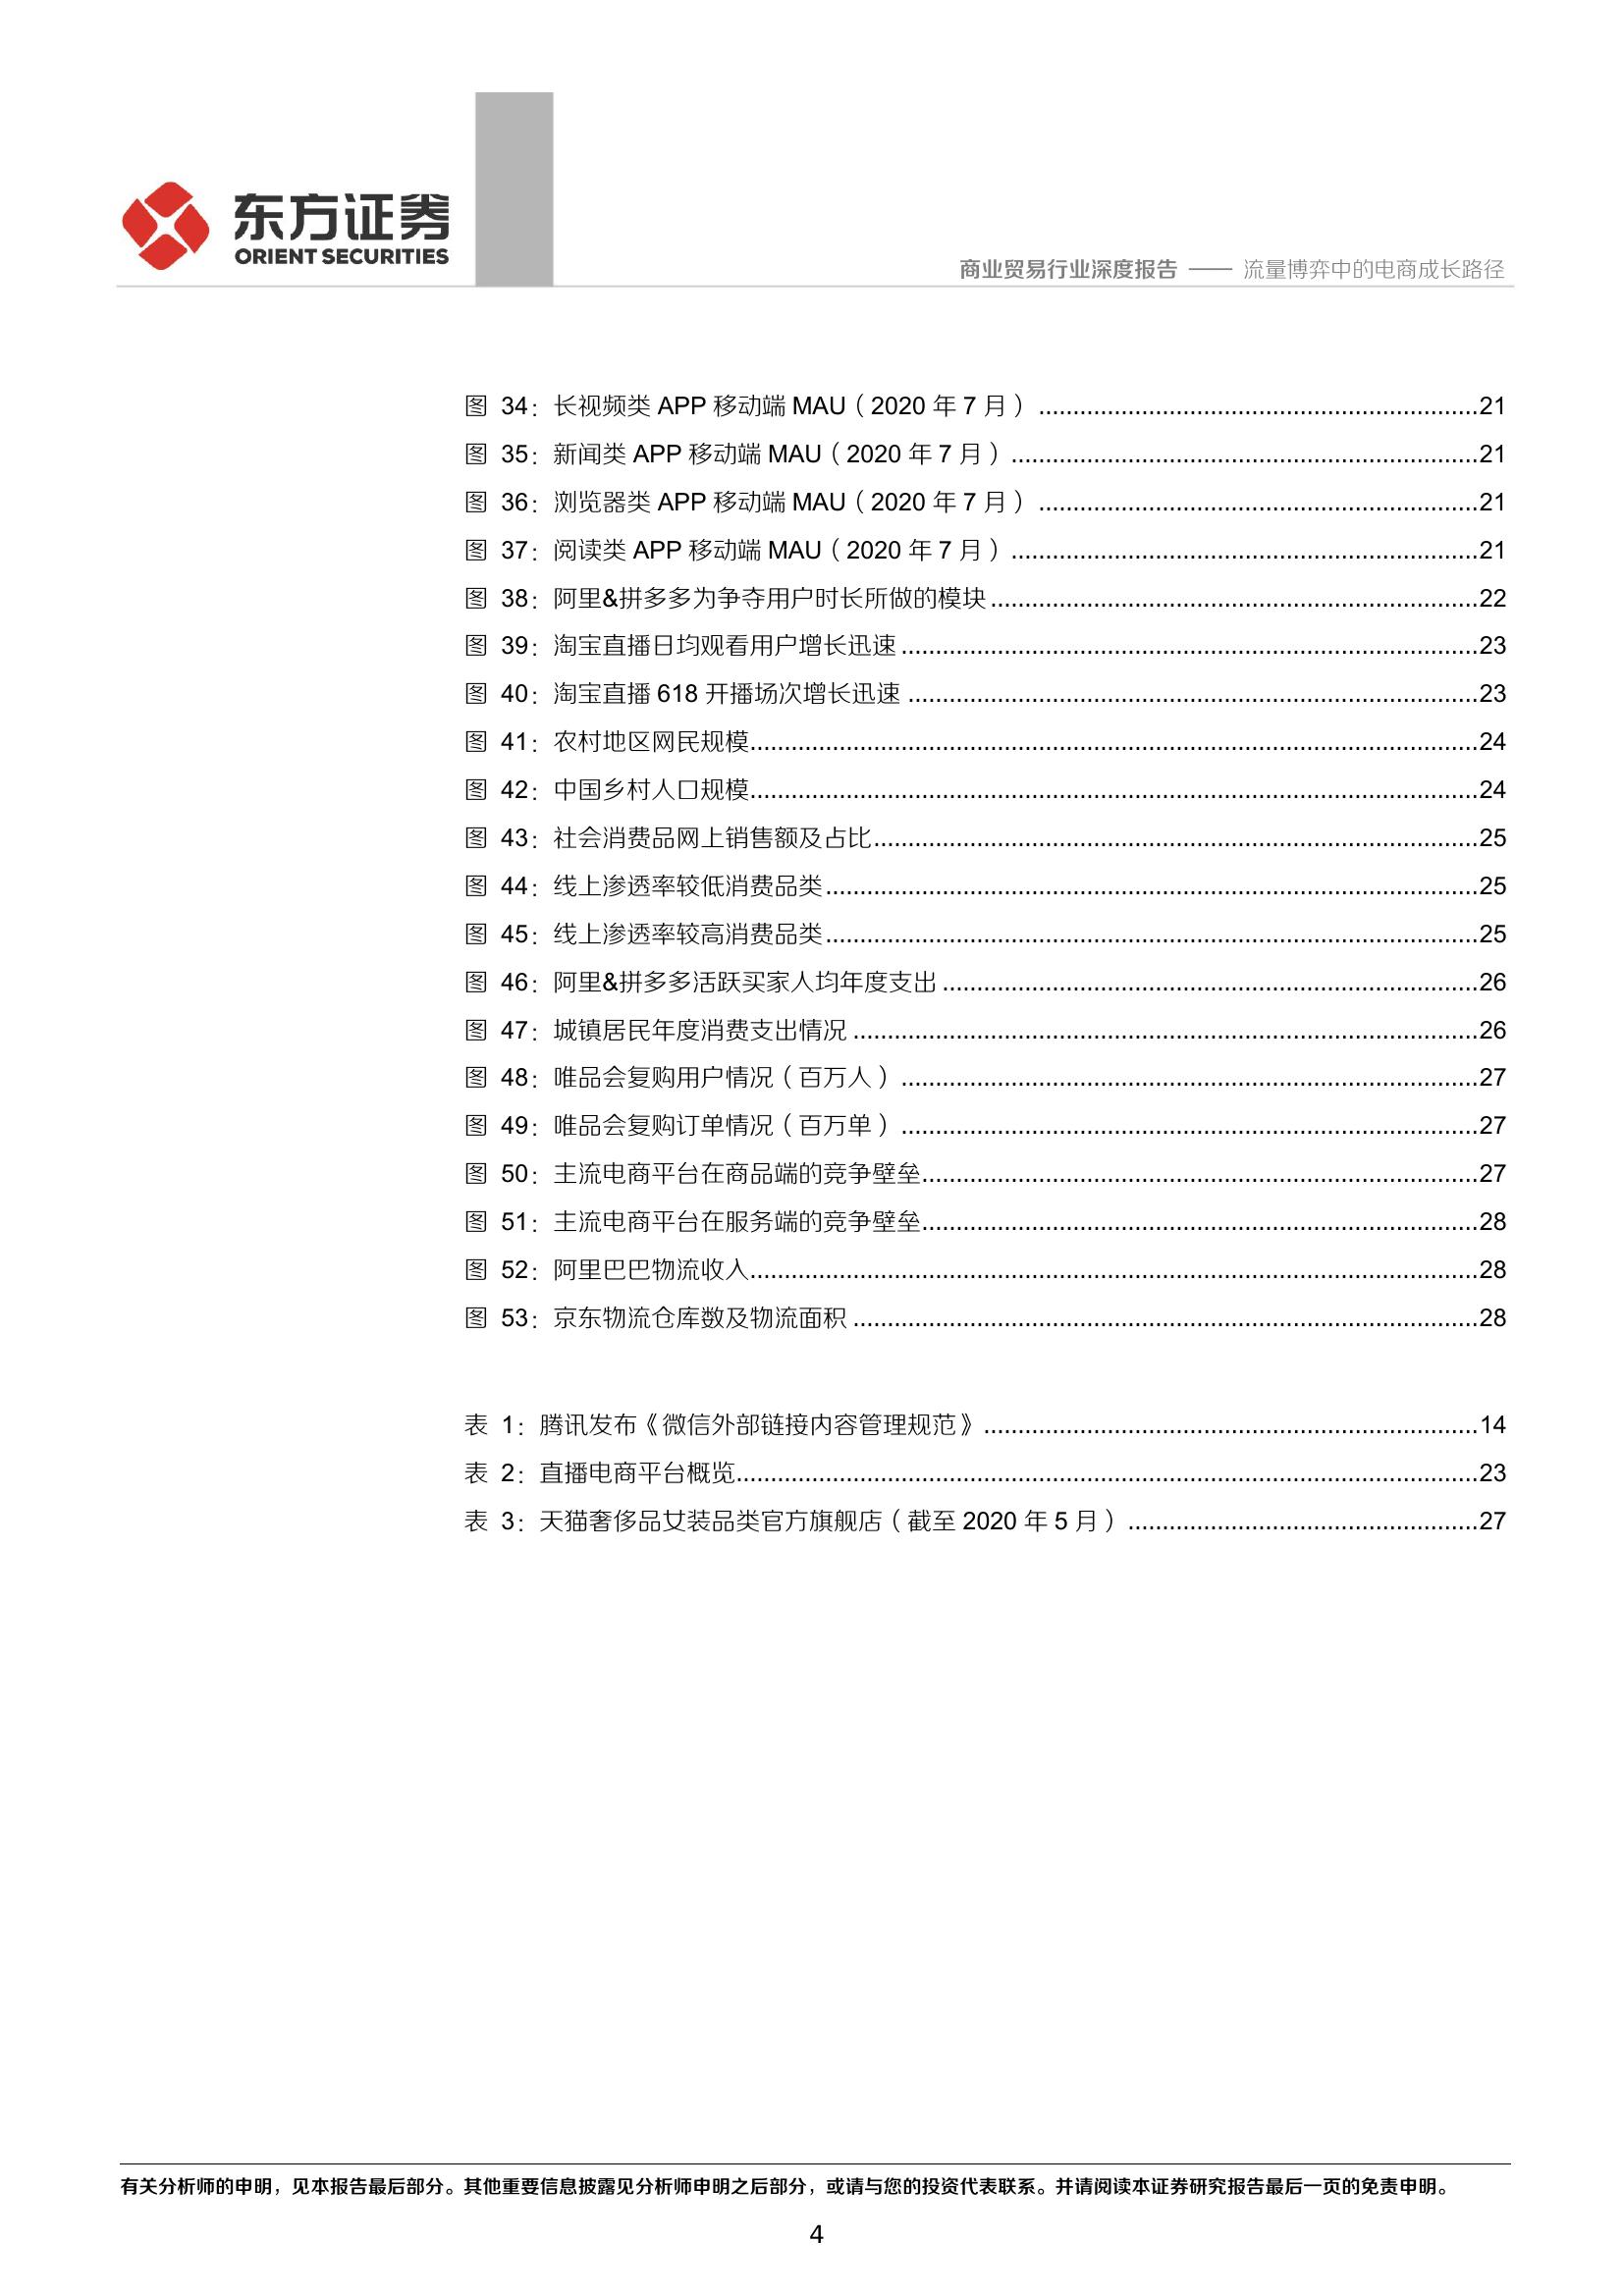 东方证券
ORIENT SECURITIES
商业贸易行业深度报告 —— 流量博弈中的电商成长路径
图 34：长视频类 APP 移动端 MAU（2020 年 7 月）................................................................21
图 35：新闻类 APP 移动端 MAU（2020 年 7 月）....................................................................21
图 36：浏览器类 APP 移动端 MAU（2020 年 7 月）................................................................21
图 37：阅读类 APP 移动端 MAU（2020 年 7 月）....................................................................21
图 38：阿里&拼多多为争夺用户时长所做的模块.......................................................................22
图 39：淘宝直播日均观看用户增长迅速....................................................................................23
图 40：淘宝直播 618 开播场次增长迅速...................................................................................23
图 41：农村地区网民规模..........................................................................................................24
图 42：中国乡村人口规模..........................................................................................................24
图 43：社会消费品网上销售额及占比........................................................................................25
图 44：线上渗透率较低消费品类...............................................................................................25
图 45：线上渗透率较高消费品类...............................................................................................25
图 46：阿里&拼多多活跃买家人均年度支出..............................................................................26
图 47：城镇居民年度消费支出情况...........................................................................................26
图 48：唯品会复购用户情况（百万人）....................................................................................27
图 49：唯品会复购订单情况（百万单）....................................................................................27
图 50：主流电商平台在商品端的竞争壁垒.................................................................................27
图 51：主流电商平台在服务端的竞争壁垒.................................................................................28
图 52：阿里巴巴物流收入..........................................................................................................28
图 53：京东物流仓库数及物流面积...........................................................................................28
表 1：腾讯发布《微信外部链接内容管理规范》........................................................................14
表 2：直播电商平台概览............................................................................................................23
表 3：天猫奢侈品女装品类官方旗舰店（截至 2020 年 5 月）...................................................27
有关分析师的申明，见本报告最后部分。其他重要信息披露见分析师申明之后部分，或请与您的投资代表联系。并请阅读本证券研究报告最后一页的免责申明。
4